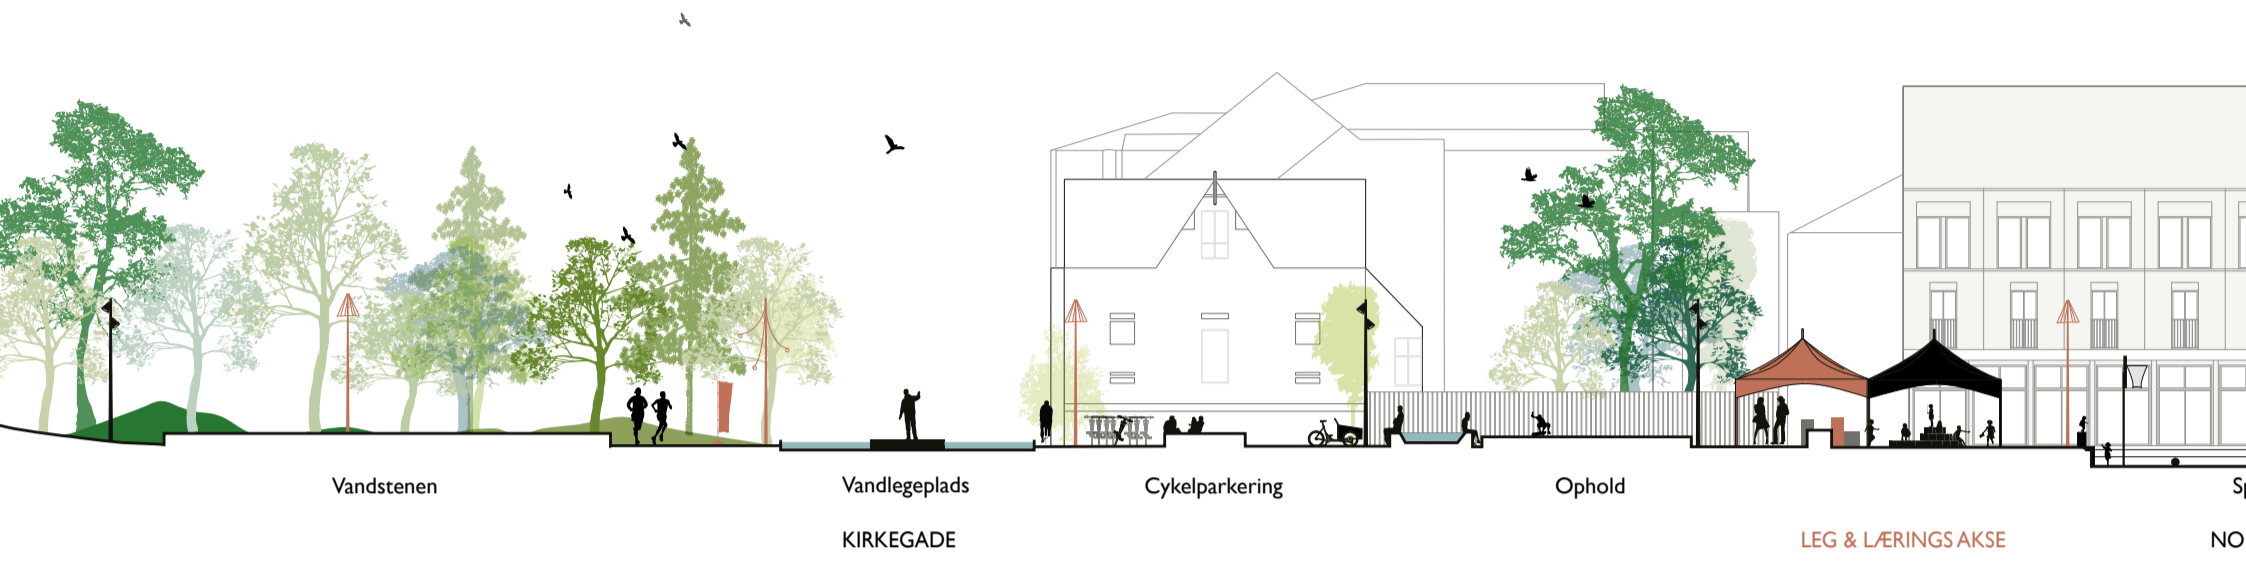 Vandstenen
Vandlegeplads
Cykelparkering
Ophold
KIRKEGADE
LEG & LÆRINGS AKSE